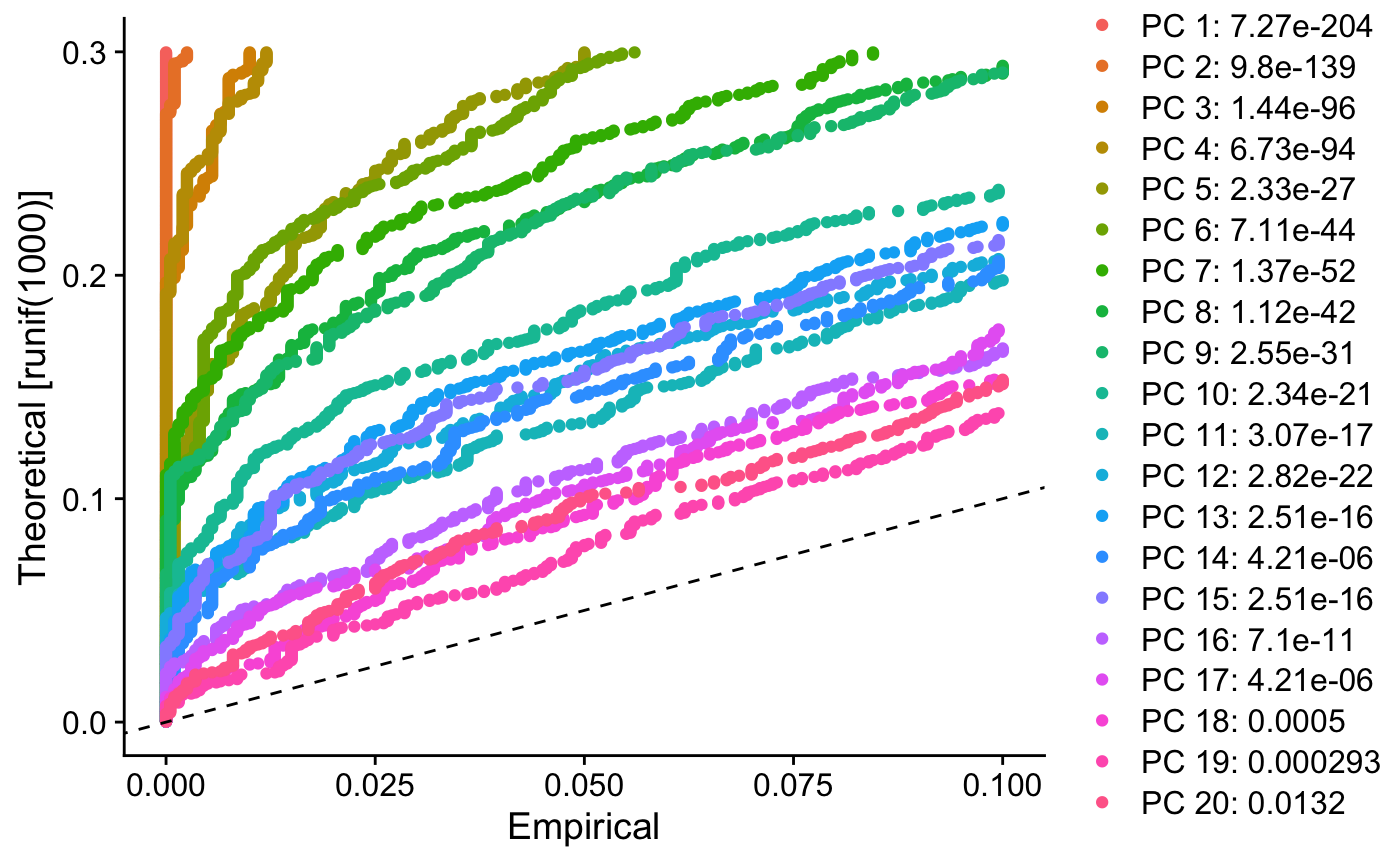 Theoretical [runif(1000)]
0.3
0.2
0.1
0.0
0.000 0.025 0.050 0.075 0.100
Empirical
PC 1: 7.27e-204
PC 2: 9.8e-139
PC 3: 1.44e-96
PC 4: 6.73e-94
PC 5: 2.33e-27
PC 6: 7.11e-44
PC 7: 1.37e-52
PC 8: 1.12e-42
PC 9: 2.55e-31
PC 10: 2.34e-21
PC 11: 3.07e-17
PC 12: 2.82e-22
PC 13: 2.51e-16
PC 14: 4.21e-06
PC 15: 2.51e-16
PC 16: 7.1e-11
PC 17: 4.21e-06
PC 18: 0.0005
PC 19: 0.000293
PC 20: 0.0132